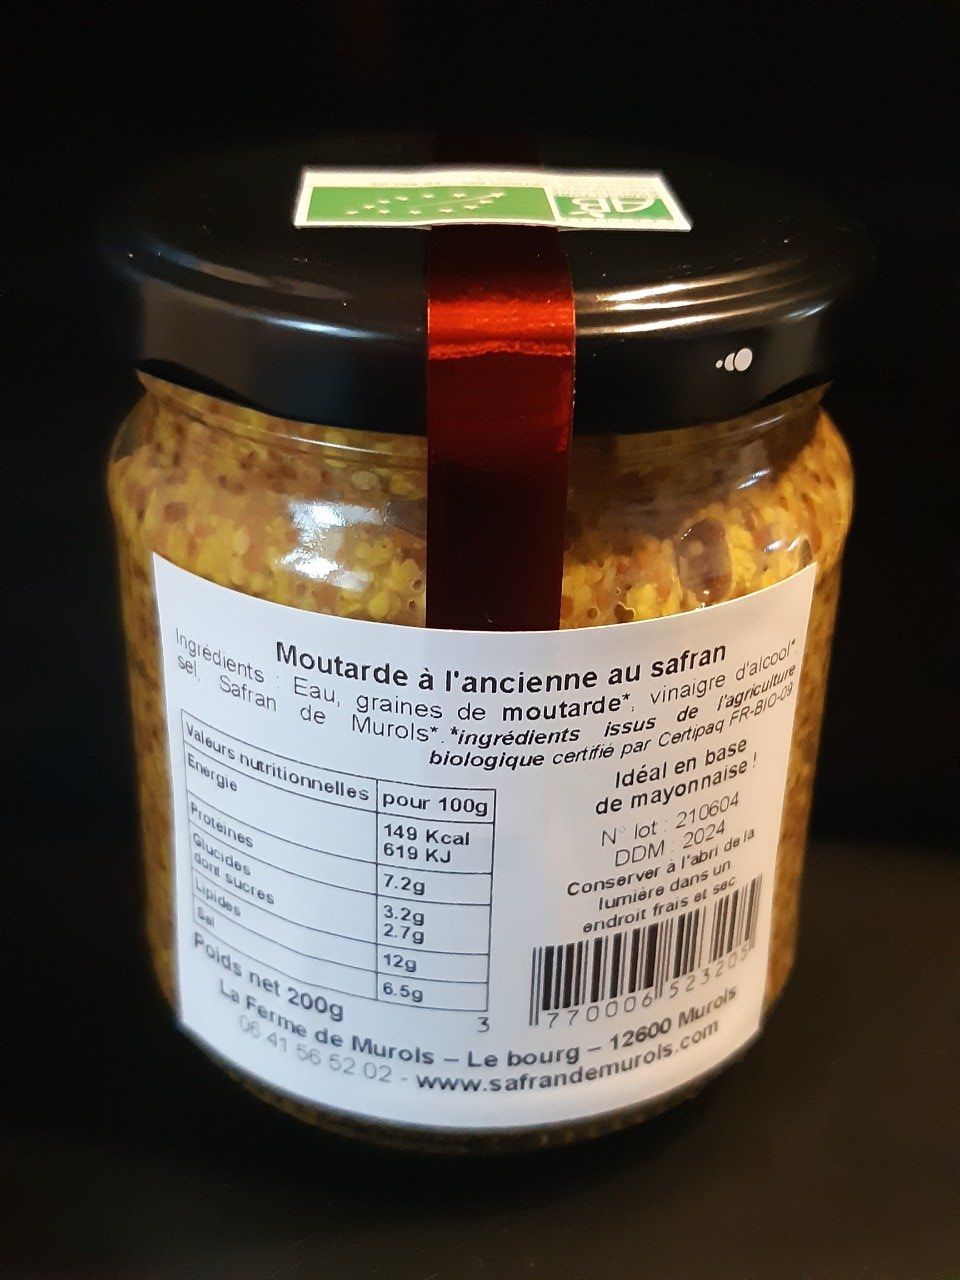 AB
Moutarde à l'ancienne au safran
Ingrédients : Eau, graines de moutarde*, vinaigre d'alcool*
sel, Safran de Murols*. *ingrédients issus de l'agriculture
biologique certifié par Certipaq FR-BIO-09
Valeurs nutritionnelles pour 100g
Energie 149 Kcal
619 KJ
Proteines 7.2g
Glucides 3.2g
dont sucres 2.7g
Lipides 12g
Sel 6.5g
Idéal en base
de mayonnaise !
N° lot : 210604
DDM : 2024
Conserver à l'abri de la
lumière dans un
endroit frais et sec
3 770006 523205
Poids net 200g
La Ferme de Murols – Le bourg – 12600 Murols
06 41 56 52 02 - www.safrandemurols.com